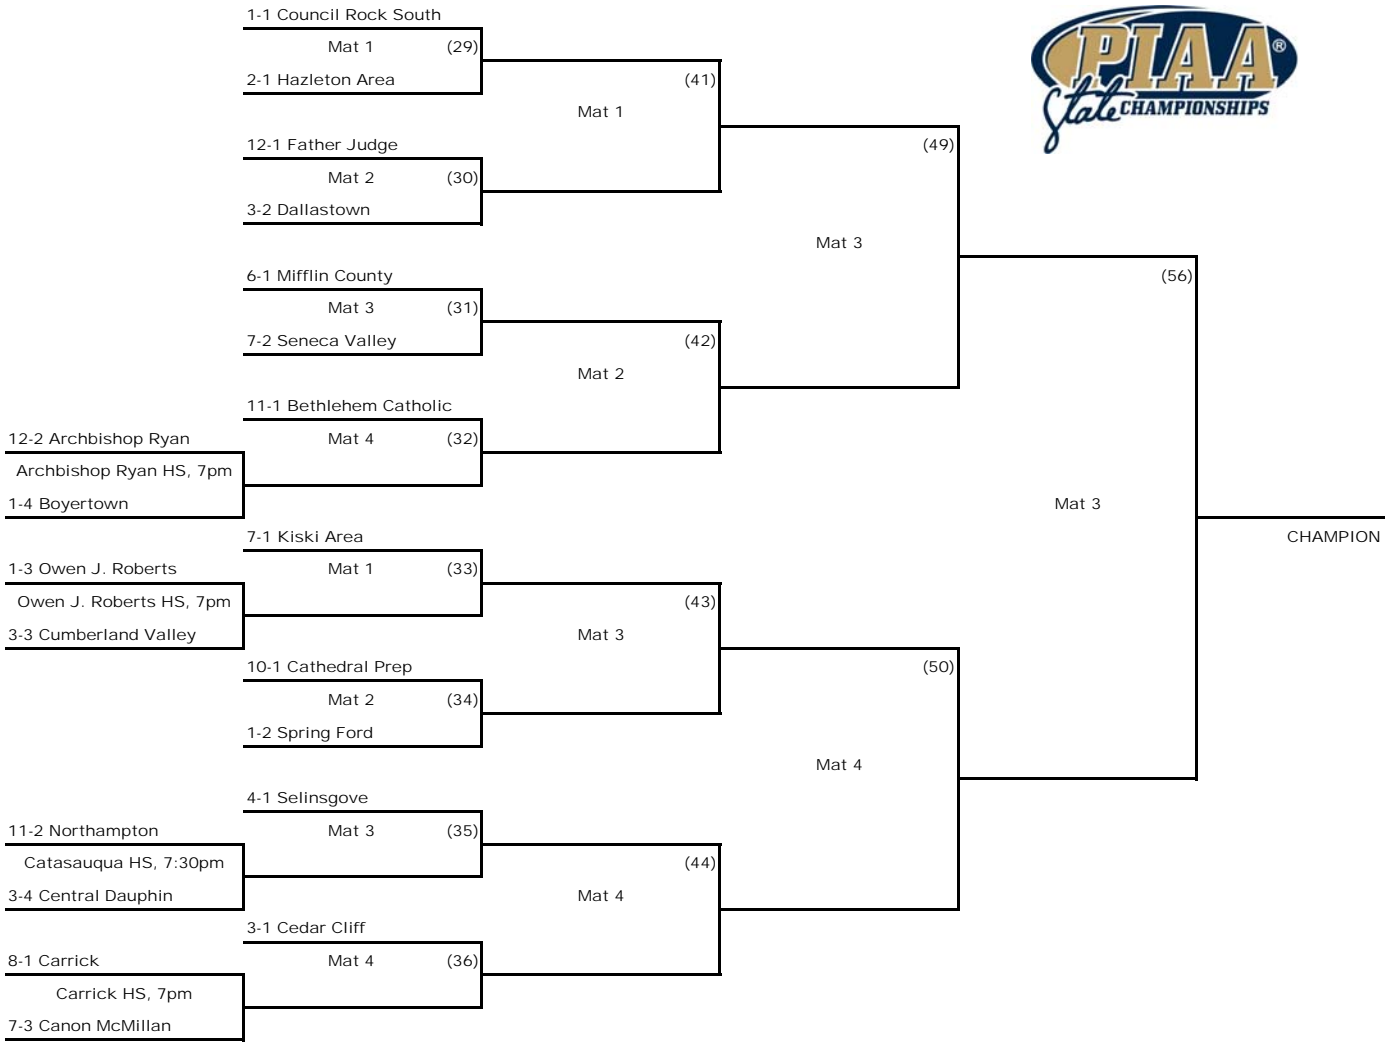 1-1 Council Rock South
Mat 1 (29)
2-1 Hazleton Area
(41)
Mat 1
12-1 Father Judge
Mat 2 (30)
3-2 Dallastown
(49)
Mat 3
6-1 Mifflin County
Mat 3 (31)
7-2 Seneca Valley
(42)
Mat 2
11-1 Bethlehem Catholic
12-2 Archbishop Ryan
Mat 4 (32)
Archbishop Ryan HS, 7pm
1-4 Boyertown
(56)
Mat 3
CHAMPION
7-1 Kiski Area
1-3 Owen J. Roberts
Mat 1 (33)
Owen J. Roberts HS, 7pm
3-3 Cumberland Valley
(43)
Mat 3
10-1 Cathedral Prep
Mat 2 (34)
1-2 Spring Ford
(50)
Mat 4
4-1 Selinsgove
11-2 Northampton
Mat 3 (35)
Catasauqua HS, 7:30pm
3-4 Central Dauphin
(44)
Mat 4
3-1 Cedar Cliff
8-1 Carrick
Mat 4 (36)
Carrick HS, 7pm
7-3 Canon McMillan
PIAA®
State CHAMPIONSHIPS